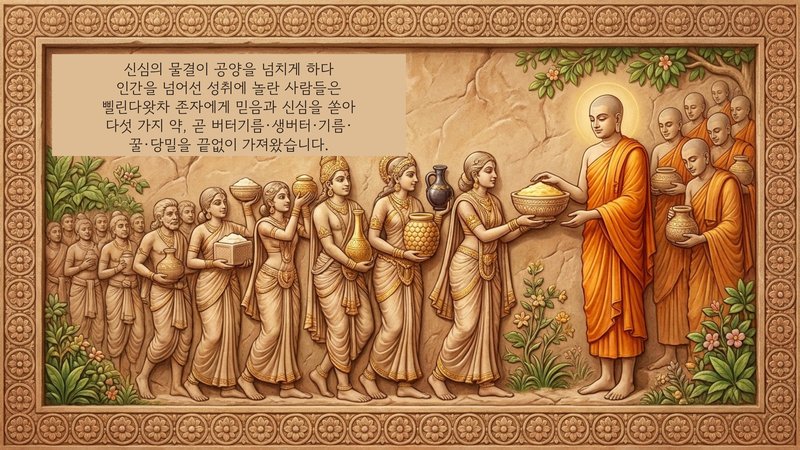 신심의 물결이 공양을 넘치게 하다
인간을 넘어선 성취에 놀란 사람들은
삘린다왓차 존자에게 믿음과 신심을 쏟아
다섯 가지 약, 곧 버터기름·생버터·기름·
꿀·당밀을 끝없이 가져왔습니다.